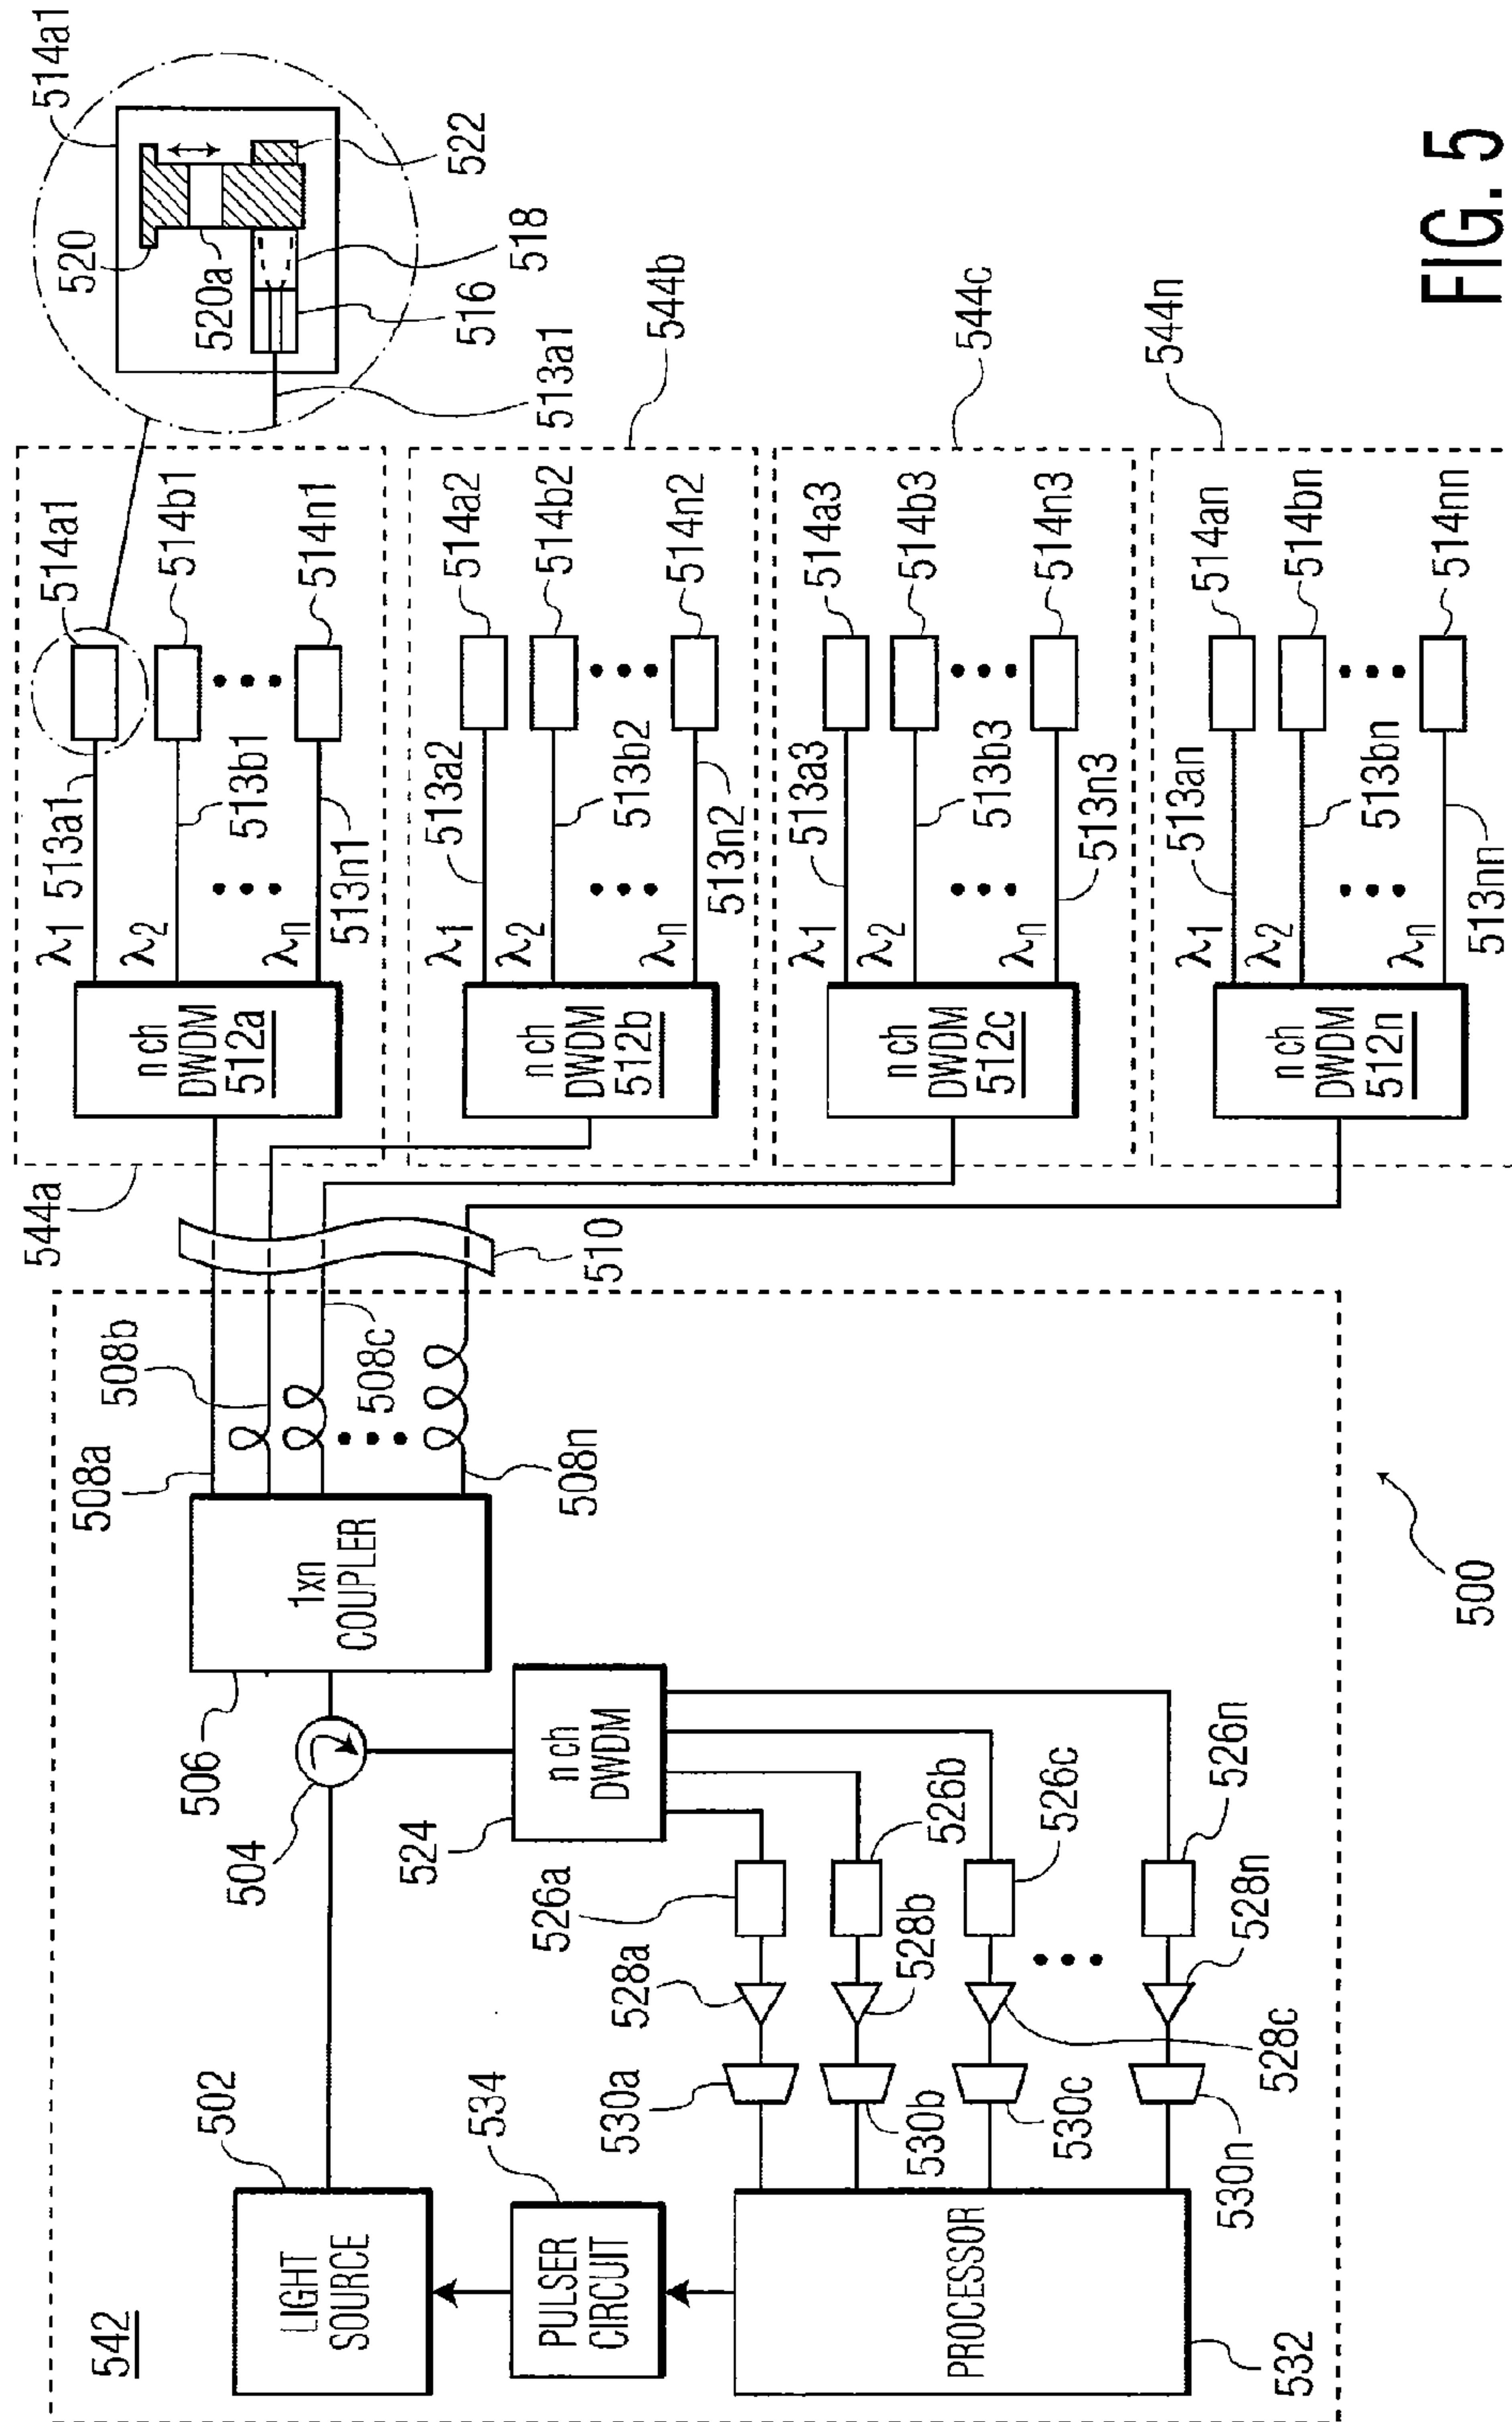 542
LIGHT
SOURCE
502
PULSER
CIRCUIT
534
PROCESSOR
532
530a
530b
530c
530n
528a
528b
528c
528n
526a
526b
526c
526n
n ch
DWDM
524
504
506
1xn
COUPLER
508a
508b
508c
508n
510
500
544a
n ch
DWDM
512a
λ1
λ2
λn
513a1
513b1
513n1
514a1
514b1
514n1
n ch
DWDM
512b
λ1
λ2
λn
513a2
513b2
513n2
514a2
514b2
514n2
544b
n ch
DWDM
512c
λ1
λ2
λn
513a3
513b3
513n3
514a3
514b3
514n3
544c
n ch
DWDM
512n
λ1
λ2
λn
513an
513bn
513nn
514an
514bn
514nn
544n
514a1
520
520a
522
518
516
513a1
FIG. 5